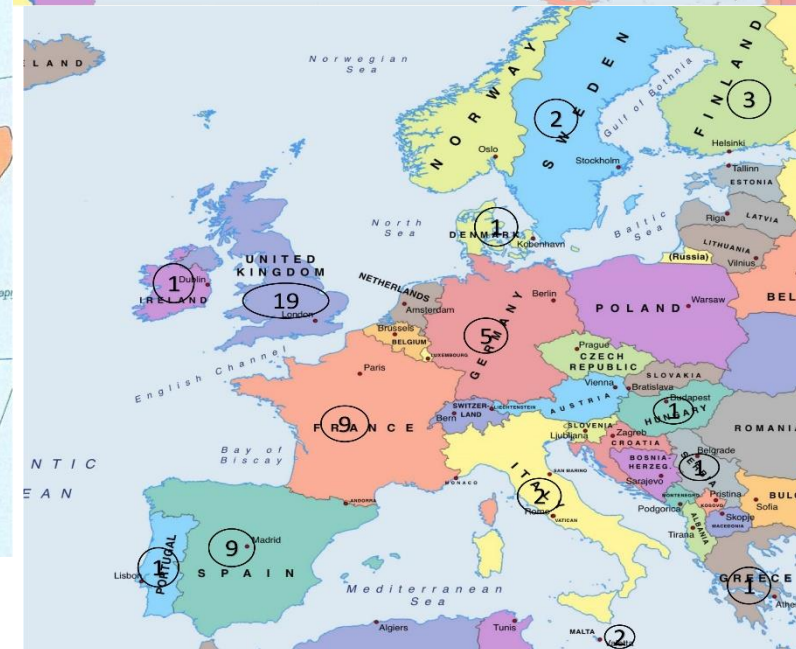 Norwegian
Sea
NORWAY
SWEDEN
2
Gulf of Bothnia
FINLAND
3
Helsinki
Oslo
Stockholm
Tallinn
ESTONIA
North
Sea
DENMARK
1
København
Baltic
Sea
Riga
LATVIA
LITHUANIA
Vilnius
(Russia)
UNITED
KINGDOM
19
London
1
Dublin
IRELAND
NETHERLANDS
Amsterdam
Brussels
BELGIUM
LUXEMBOURG
GERMANY
5
Berlin
POLAND
Warsaw
BEL
English Channel
Paris
FRANCE
9
Prague
CZECH
REPUBLIC
SLOVAKIA
Vienna
Bratislava
AUSTRIA
Budapest
HUNGARY
1
SWITZER-
LAND
Bern
LIECHTENSTEIN
SLOVENIA
Ljubljana
Zagreb
CROATIA
ROMANIA
Bay of
Biscay
NTIC
EAN
BOSNIA-
HERZEG.
Sarajevo
Belgrade
SERBIA
1
MONACO
SAN MARINO
ITALY
2
Rome
VATICAN
MONTENEGRO
Podgorica
Pristina
KOSOVO
Skopje
MACEDONIA
Sofia
BULG
Tirana
ALBANIA
ANDORRA
PORTUGAL
1
Lisbon
9
Madrid
SPAIN
Mediterranean
Sea
GREECE
1
Athe
Algiers
Tunis
MALTA
2
Valletta
ELAND